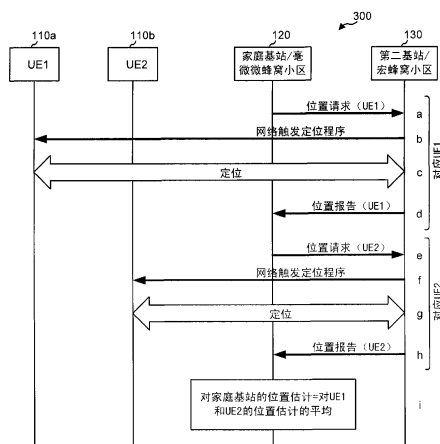 300
110a
110b
120
130
UE1
UE2
家庭基站/毫
微微蜂窝小区
第二基站/
宏蜂窝小区
位置请求（UE1）
a
网络触发定位程序
b
定位
c
位置报告（UE1）
d
对应UE1
位置请求（UE2）
e
网络触发定位程序
f
定位
g
位置报告（UE2）
h
对应UE2
对家庭基站的位置估计=对UE1
和UE2的位置估计的平均
i